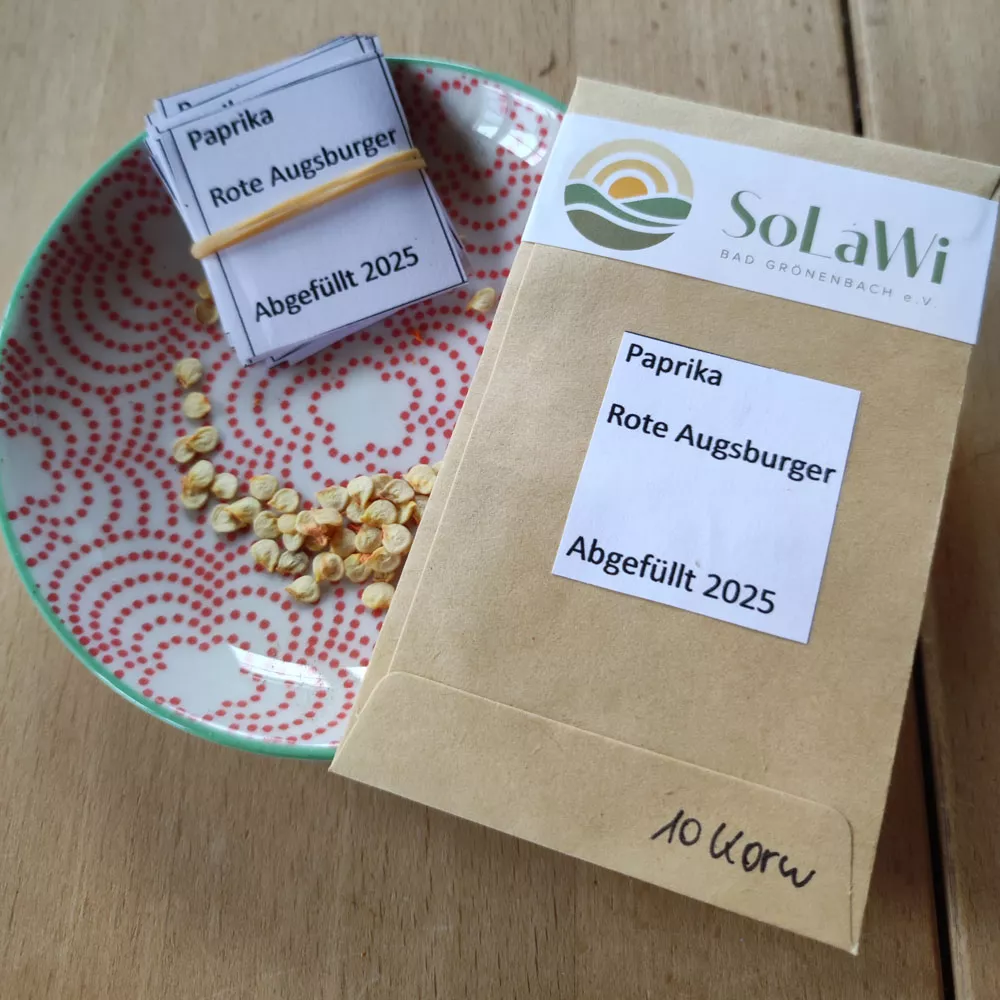 Paprika
Rote Augsburger
Abgefüllt 2025
SoLaWi
BAD GRÖNENBACH e.V.
Paprika
Rote Augsburger
Abgefüllt 2025
10 Korn